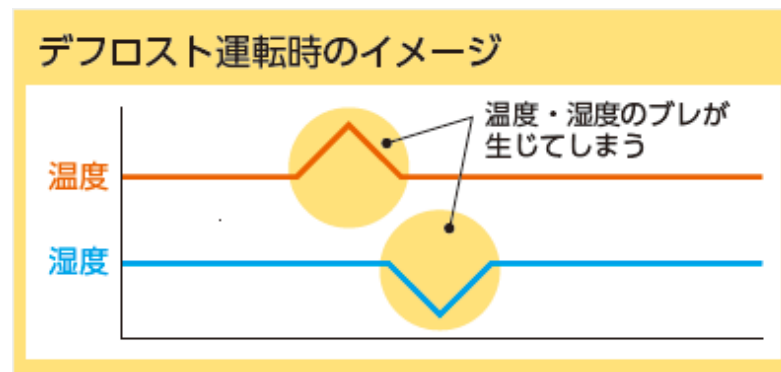 デフロスト運転時のイメージ
温度・湿度のブレが
生じてしまう
温度
湿度